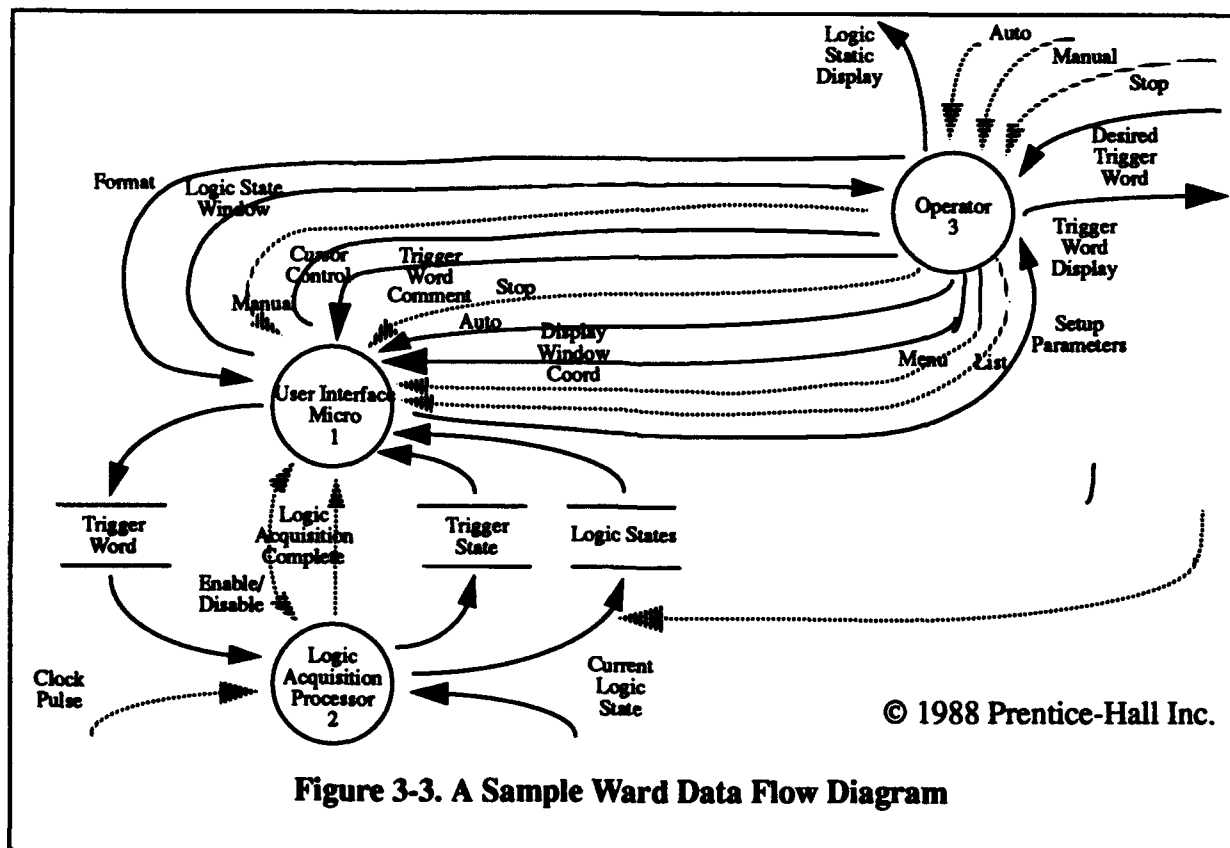 Logic
Static
Display
Auto
Manual
Stop
Desired
Trigger
Word
Format
Logic State
Window
Operator
3
Trigger
Word
Display
Cursor
Control
Trigger
Word
Comment
Manual
Stop
Auto
Display
Window
Coord
Menu
List
Setup
Parameters
User Interface
Micro
1
Trigger
Word
Logic
Acquisition
Complete
Trigger
State
Logic States
Enable/
Disable
Clock
Pulse
Logic
Acquisition
Processor
2
Current
Logic
State
© 1988 Prentice-Hall Inc.
Figure 3-3. A Sample Ward Data Flow Diagram